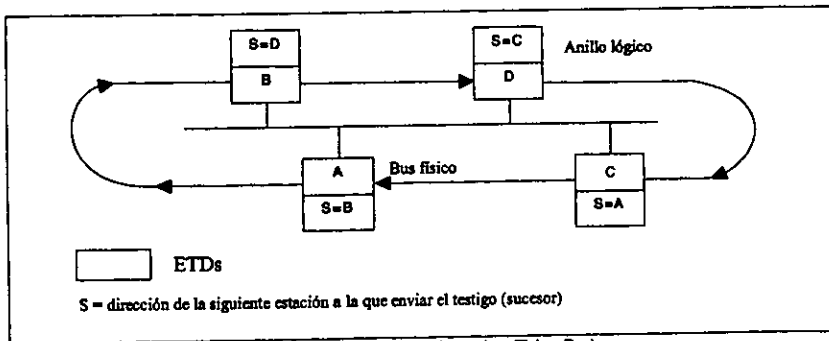 S=D
S=C
Anillo lógico
B
D
A
Bus físico
C
S=B
S=A
ETDs
S = dirección de la siguiente estación a la que enviar el testigo (sucesor)